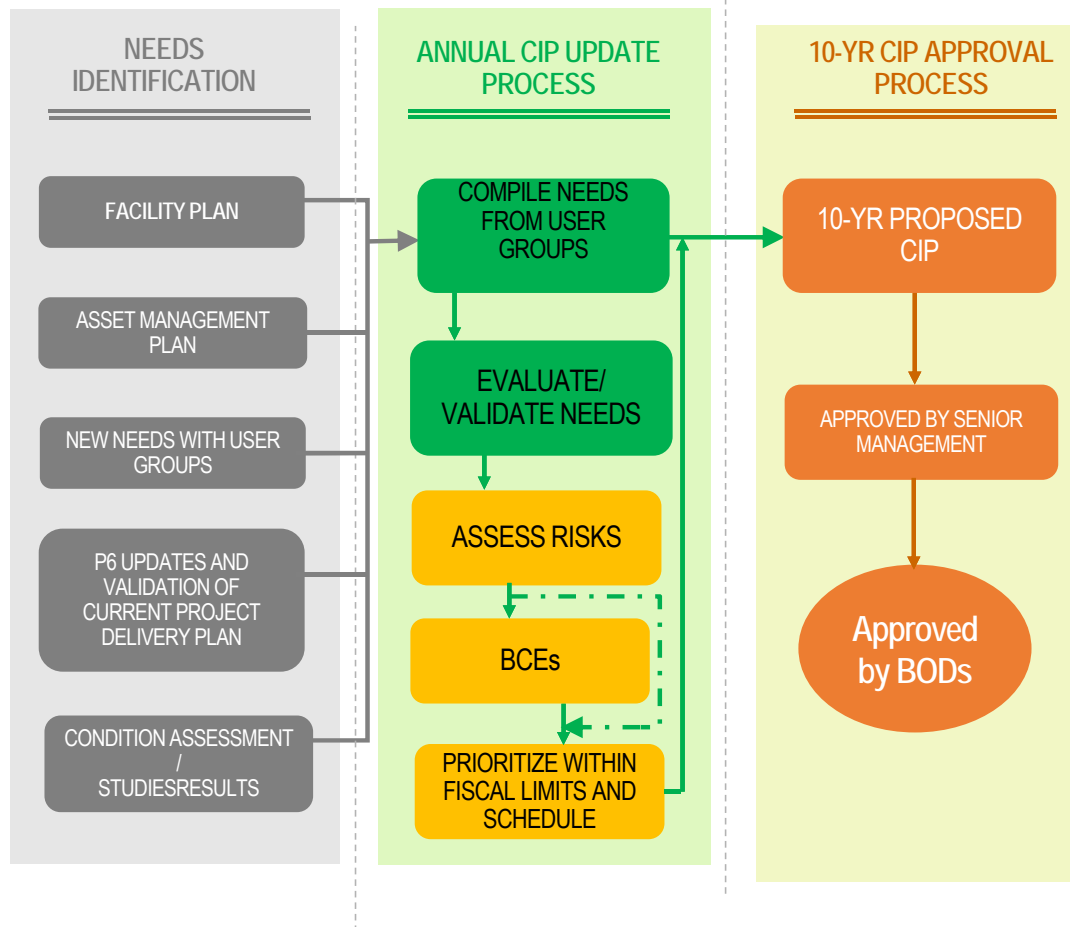 NEEDS
IDENTIFICATION
FACILITY PLAN
ASSET MANAGEMENT
PLAN
NEW NEEDS WITH USER
GROUPS
P6 UPDATES AND
VALIDATION OF
CURRENT PROJECT
DELIVERY PLAN
CONDITION ASSESSMENT
/
STUDIESRESULTS
ANNUAL CIP UPDATE
PROCESS
COMPILE NEEDS
FROM USER
GROUPS
EVALUATE/
VALIDATE NEEDS
ASSESS RISKS
BCEs
PRIORITIZE WITHIN
FISCAL LIMITS AND
SCHEDULE
10-YR CIP APPROVAL
PROCESS
10-YR PROPOSED
CIP
APPROVED BY SENIOR
MANAGEMENT
Approved
by BODs